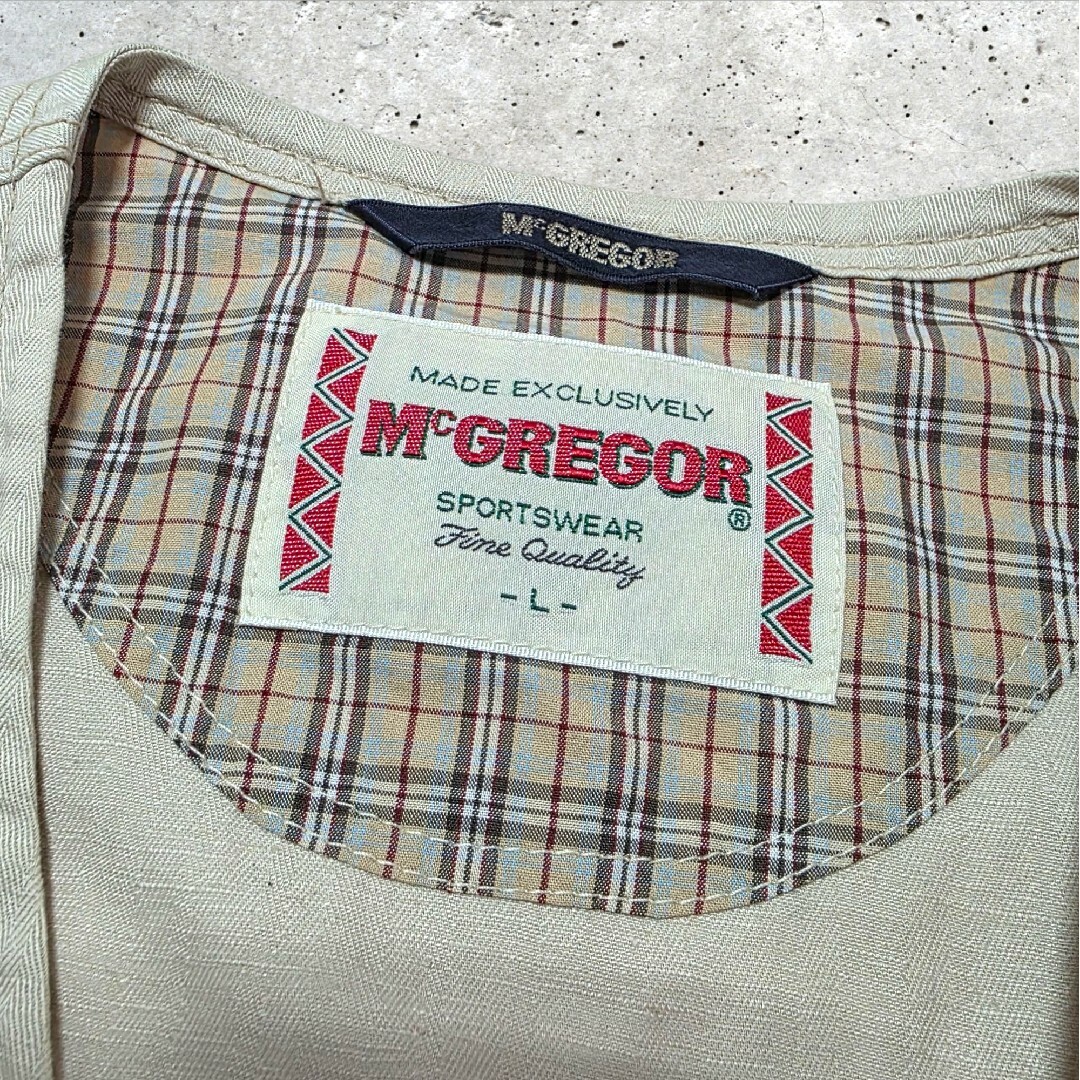 McGREGOR
MADE EXCLUSIVELY
McGREGOR
®
SPORTSWEAR
Fine Quality
- L -